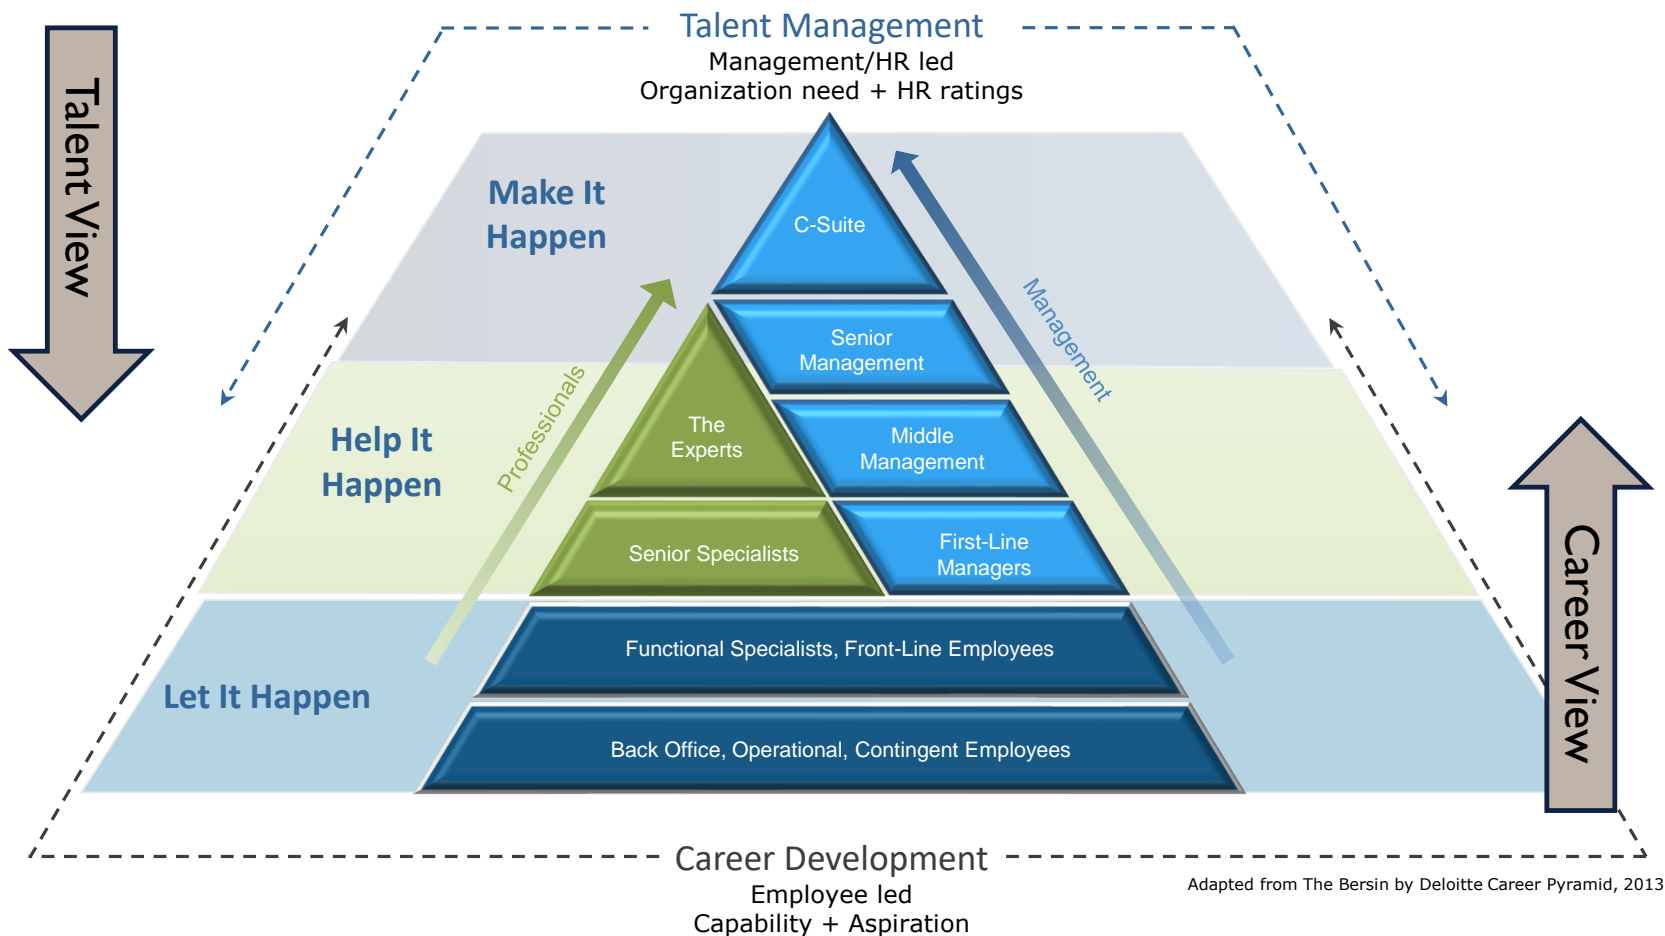 Talent Management
Management/HR led
Organization need + HR ratings
Talent View
Make It
Happen
C-Suite
Management
Senior
Management
Professionals
The
Experts
Middle
Management
Help It
Happen
Senior Specialists
First-Line
Managers
Career View
Let It Happen
Functional Specialists, Front-Line Employees
Back Office, Operational, Contingent Employees
Career Development
Employee led
Capability + Aspiration
Adapted from The Bersin by Deloitte Career Pyramid, 2013